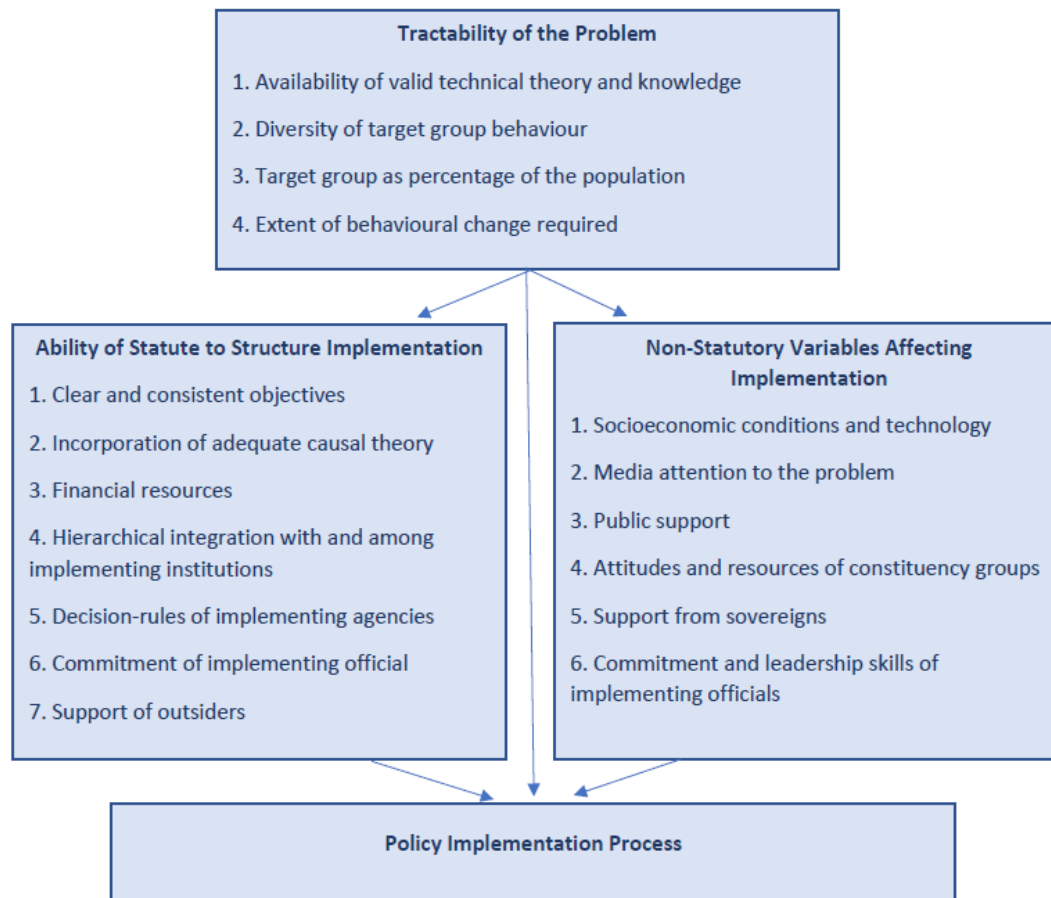 Tractability of the Problem
1. Availability of valid technical theory and knowledge
2. Diversity of target group behaviour
3. Target group as percentage of the population
4. Extent of behavioural change required
Ability of Statute to Structure Implementation
1. Clear and consistent objectives
2. Incorporation of adequate causal theory
3. Financial resources
4. Hierarchical integration with and among
implementing institutions
5. Decision-rules of implementing agencies
6. Commitment of implementing official
7. Support of outsiders
Non-Statutory Variables Affecting
Implementation
1. Socioeconomic conditions and technology
2. Media attention to the problem
3. Public support
4. Attitudes and resources of constituency groups
5. Support from sovereigns
6. Commitment and leadership skills of
implementing officials
Policy Implementation Process